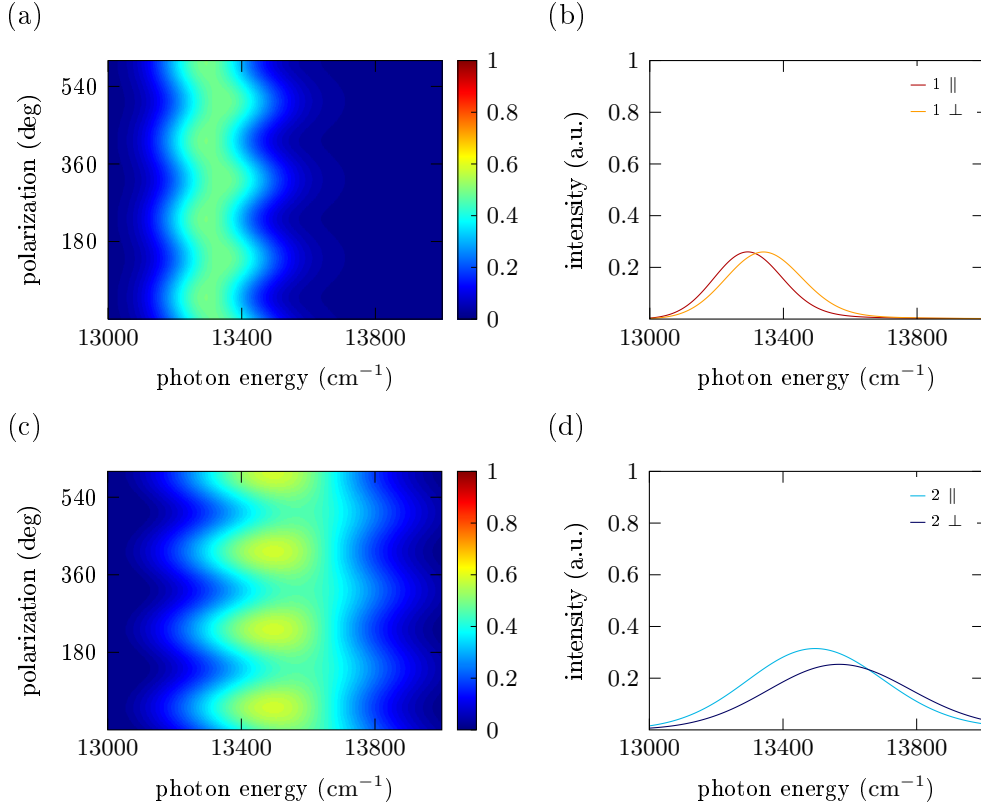 (a)
540
360
180
polarization (deg)
13000 13400 13800
photon energy (cm⁻¹)
1
0.8
0.6
0.4
0.2
0
(b)
1
0.8
0.6
0.4
0.2
intensity (a.u.)
1 ∥
1 ⊥
13000 13400 13800
photon energy (cm⁻¹)
(c)
540
360
180
polarization (deg)
13000 13400 13800
photon energy (cm⁻¹)
1
0.8
0.6
0.4
0.2
0
(d)
1
0.8
0.6
0.4
0.2
intensity (a.u.)
2 ∥
2 ⊥
13000 13400 13800
photon energy (cm⁻¹)